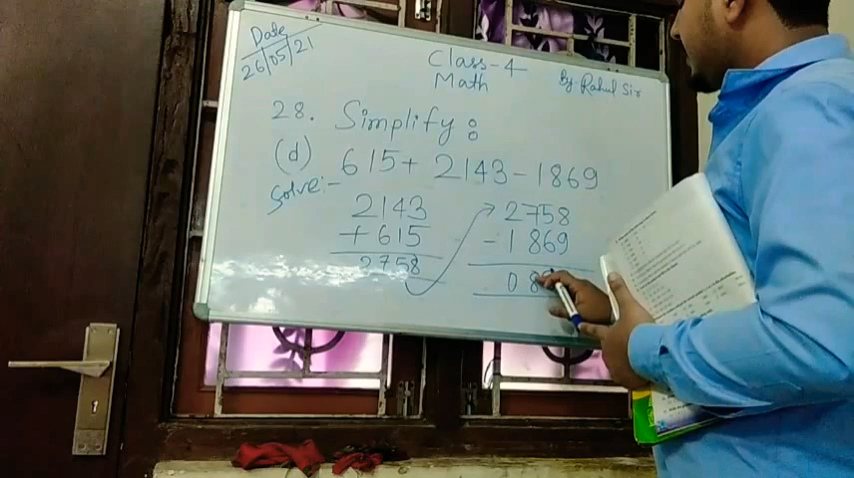 Date
26/05/21
Class-4
Math
By-Rahul Sir
28. Simplify:
(d) 615+ 2143-1869
Solve:-
2143
+615
2758
2758
-1869
08